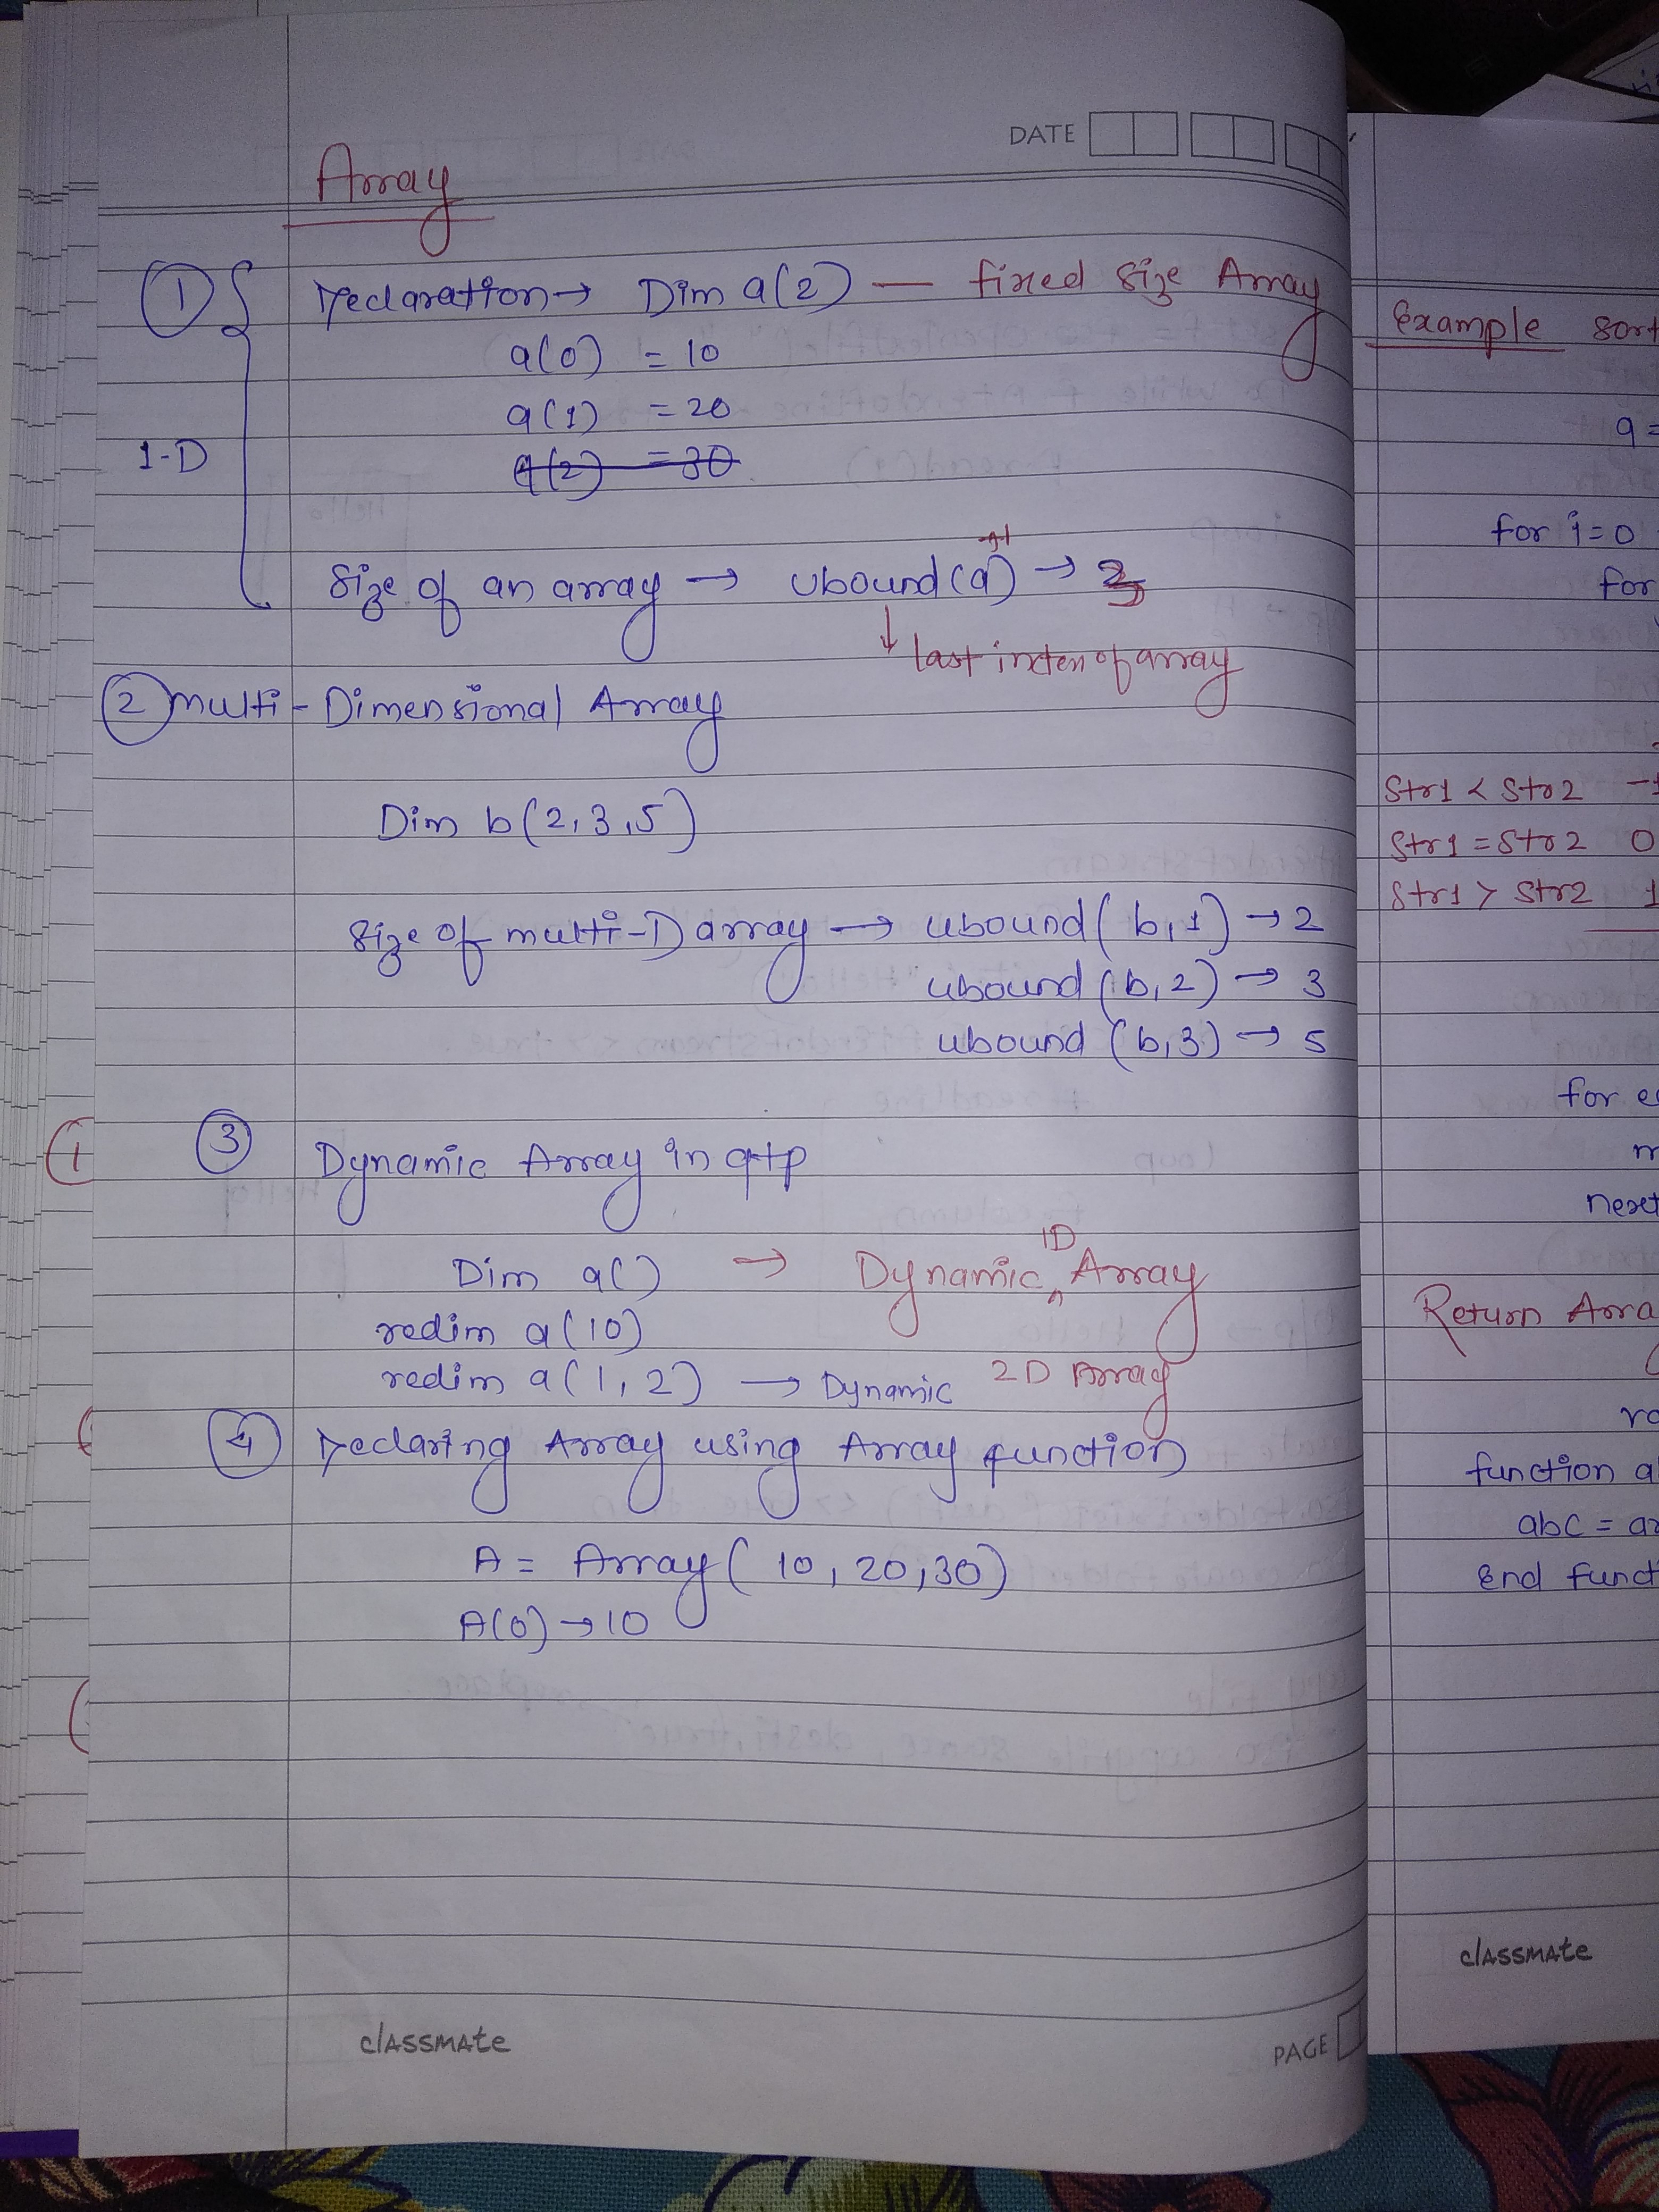 DATE
Array
① Declaration → Dim a(2) — fixed size Array
a(0) = 10
a(1) = 20
1-D
a(2) = 30
size of an array → ubound(a)+1 → 3
↓ last index of array
② Multi-Dimensional Array
Dim b(2,3,5)
size of multi-D array → ubound(b,1) → 2
ubound(b,2) → 3
ubound(b,3) → 5
③ Dynamic Array in qtp
Dim a() → Dynamic 1D Array
redim a(10)
redim a(1,2) → Dynamic 2D Array
④ Declaring Array using Array function
A = Array(10,20,30)
A(0) → 10
classmate
PAGE
Example sort
a =
for i=0
for
Str1 < Str2 -1
Str1 = Str2 0
Str1 > Str2 1
for e
next
Return Arra
function a
abc = ar
End funct
classmate